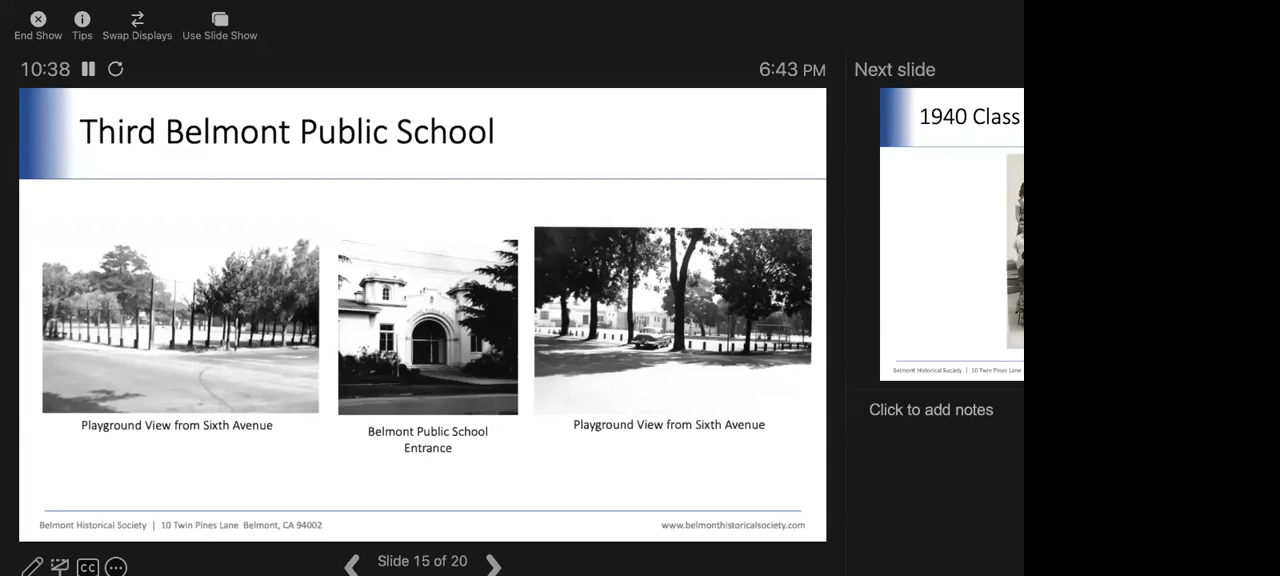 End Show Tips Swap Displays Use Slide Show
10:38
6:43 PM
Next slide
Third Belmont Public School
Playground View from Sixth Avenue
Belmont Public School
Entrance
Playground View from Sixth Avenue
Belmont Historical Society | 10 Twin Pines Lane Belmont, CA 94002
www.belmonthistoricalsociety.com
1940 Class
Belmont Historical Society | 10 Twin Pines Lane
Click to add notes
CC
Slide 15 of 20